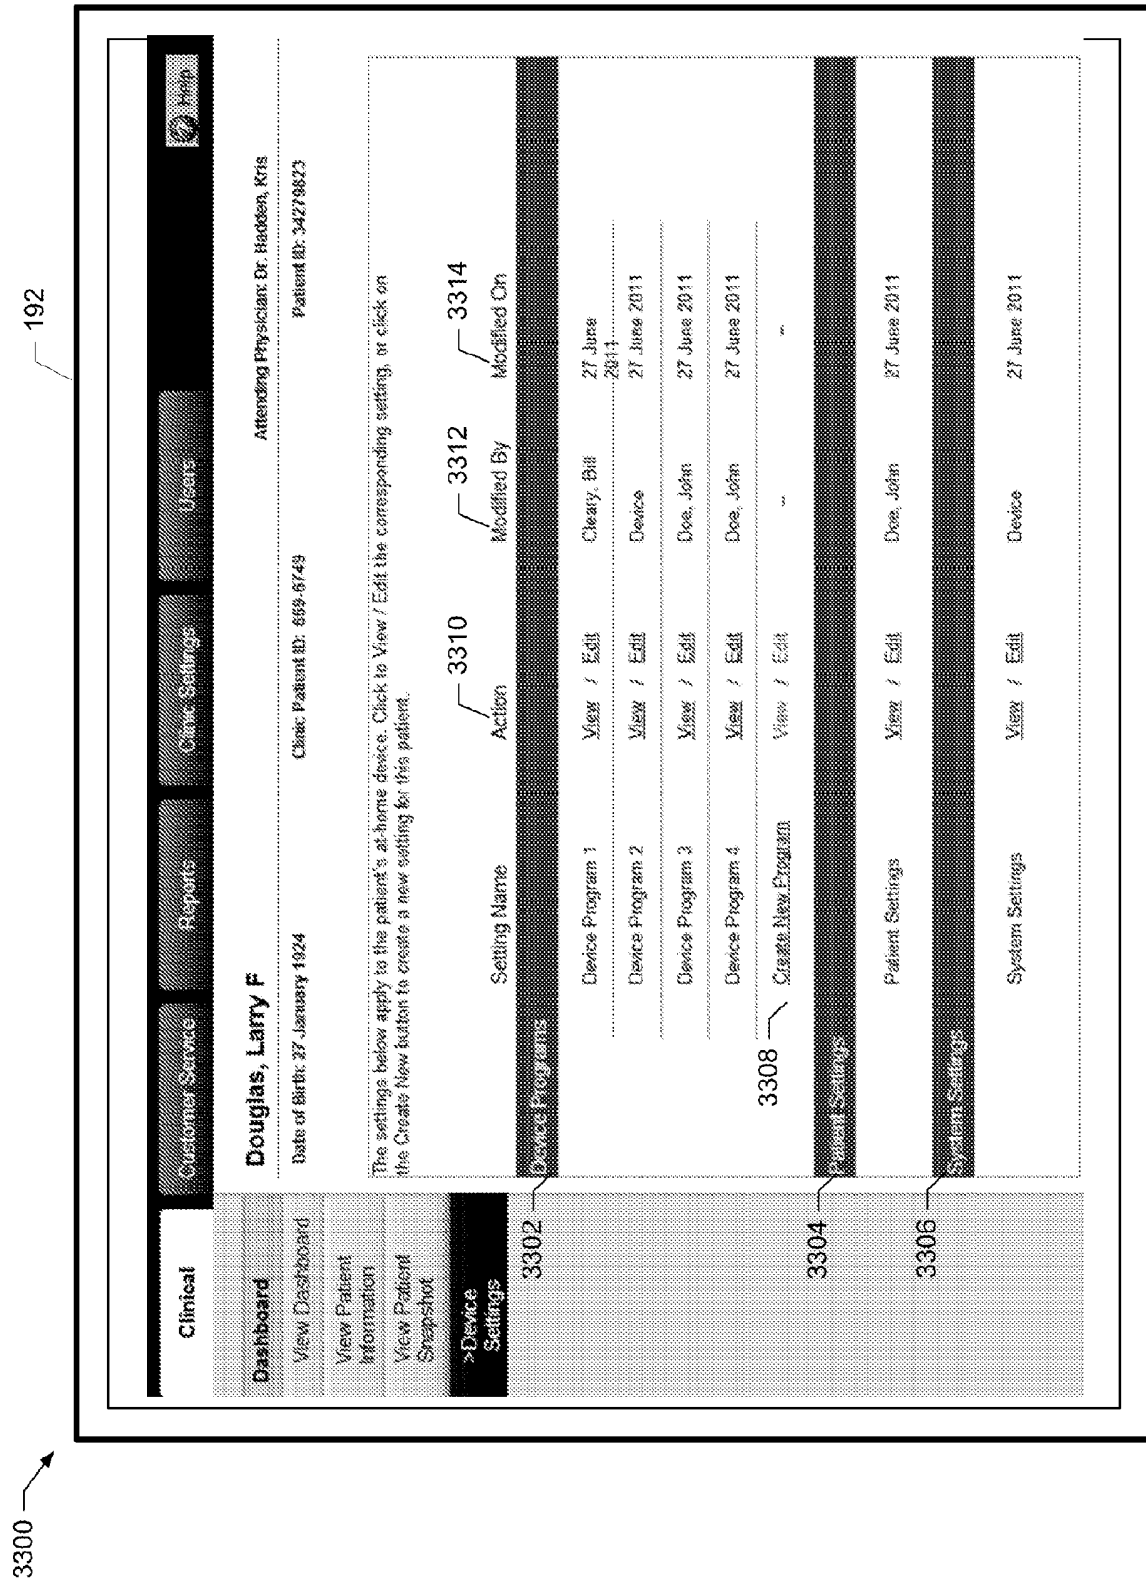 3300
192
Clinical
Customer Service
Reports
Clinic Settings
Users
Help
Dashboard
View Dashboard
View Patient
Information
View Patient
Snapshot
>Device
Settings
Douglas, Larry F
Attending Physician: Dr. Hadden, Kris
Date of Birth: 27 January 1924
Clinic Patient ID: 669-6749
Patient ID: 34279823
The settings below apply to the patient's at-home device. Click to View / Edit the corresponding setting, or click on
the Create New button to create a new setting for this patient.
3310
3312
3314
Setting Name Action Modified By Modified On
3302
Device Programs
Device Program 1 View / Edit Cleary, Bill 27 June
2011
Device Program 2 View / Edit Device 27 June 2011
Device Program 3 View / Edit Doe, John 27 June 2011
Device Program 4 View / Edit Doe, John 27 June 2011
3308
Create New Program View / Edit -- --
3304
Patient Settings
Patient Settings View / Edit Doe, John 27 June 2011
3306
System Settings
System Settings View / Edit Device 27 June 2011